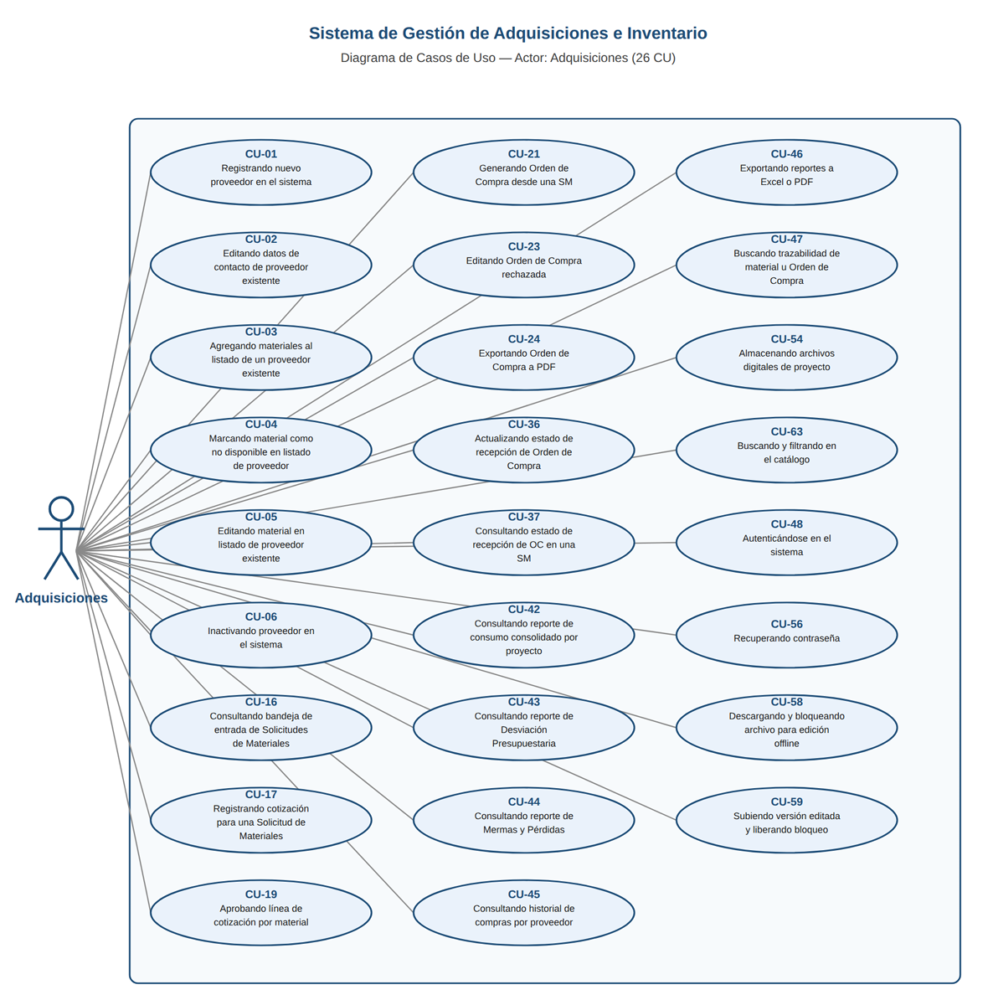 Sistema de Gestión de Adquisiciones e Inventario
Diagrama de Casos de Uso — Actor: Adquisiciones (26 CU)
CU-01
Registrando nuevo
proveedor en el sistema
CU-02
Editando datos de
contacto de proveedor
existente
CU-03
Agregando materiales al
listado de un proveedor
existente
CU-04
Marcando material como
no disponible en listado
de proveedor
CU-05
Editando material en
listado de proveedor
existente
CU-06
Inactivando proveedor en
el sistema
CU-16
Consultando bandeja de
entrada de Solicitudes
de Materiales
CU-17
Registrando cotización
para una Solicitud de
Materiales
CU-19
Aprobando línea de
cotización por material
CU-21
Generando Orden de
Compra desde una SM
CU-23
Editando Orden de Compra
rechazada
CU-24
Exportando Orden de
Compra a PDF
CU-36
Actualizando estado de
recepción de Orden de
Compra
CU-37
Consultando estado de
recepción de OC en una
SM
CU-42
Consultando reporte de
consumo consolidado por
proyecto
CU-43
Consultando reporte de
Desviación
Presupuestaria
CU-44
Consultando reporte de
Mermas y Pérdidas
CU-45
Consultando historial de
compras por proveedor
CU-46
Exportando reportes a
Excel o PDF
CU-47
Buscando trazabilidad de
material u Orden de
Compra
CU-54
Almacenando archivos
digitales de proyecto
CU-63
Buscando y filtrando en
el catálogo
CU-48
Autenticándose en el
sistema
CU-56
Recuperando contraseña
CU-58
Descargando y bloqueando
archivo para edición
offline
CU-59
Subiendo versión editada
y liberando bloqueo
Adquisiciones